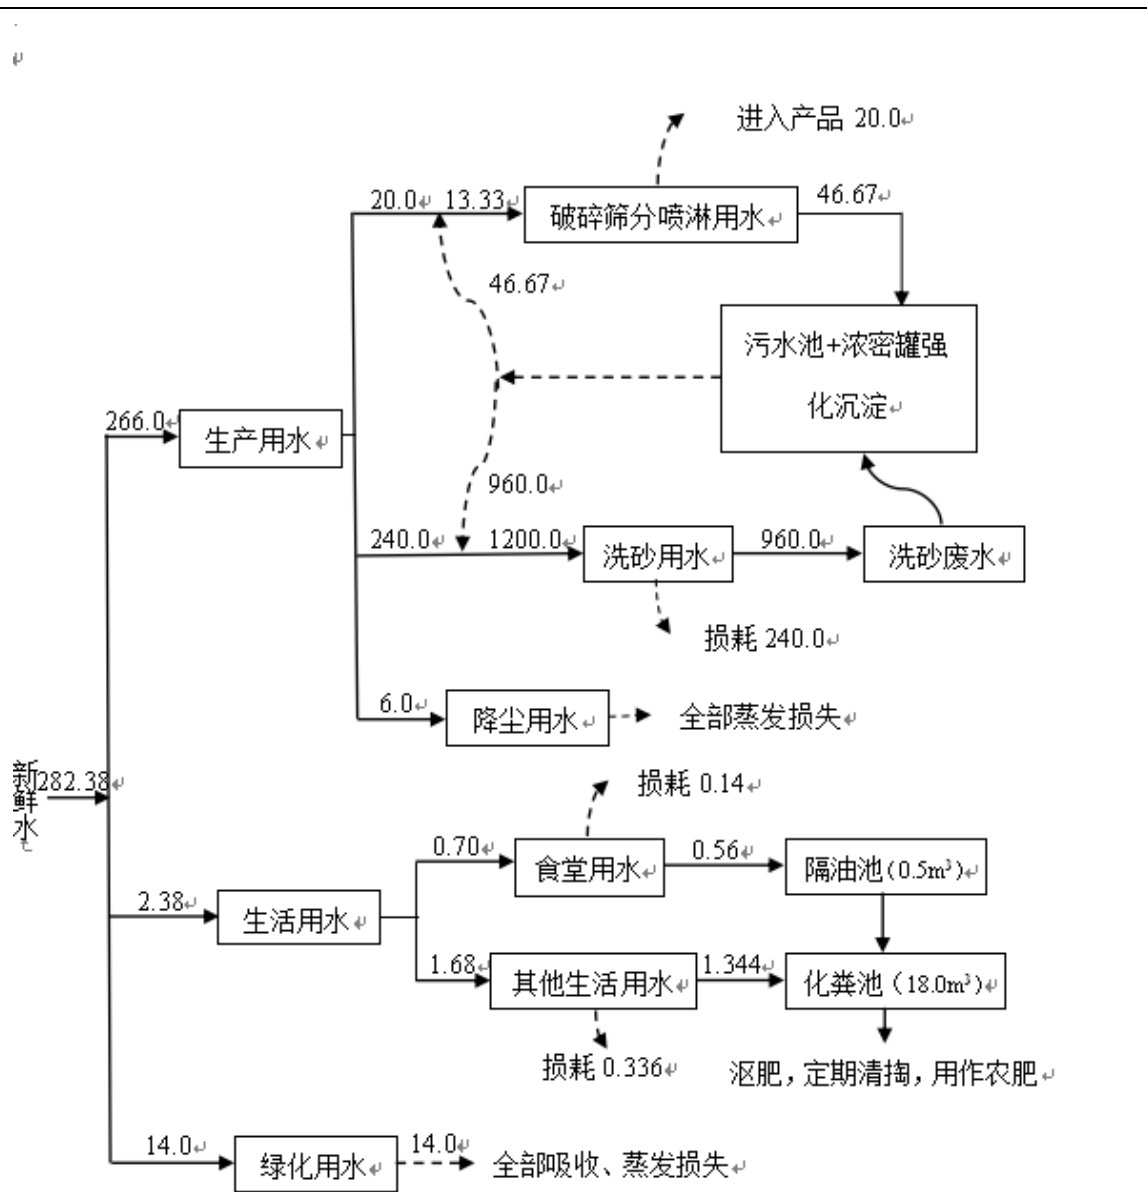 进入产品 20.0
20.0 13.33
破碎筛分喷淋用水
46.67
46.67
污水池+浓密罐强
化沉淀
266.0
生产用水
960.0
240.0 1200.0
洗砂用水
960.0
洗砂废水
损耗 240.0
6.0
降尘用水
全部蒸发损失
新
鲜
水
282.38
损耗 0.14
0.70
食堂用水
0.56
隔油池(0.5m³)
2.38
生活用水
1.68
其他生活用水
1.344
化粪池（18.0m³)
损耗 0.336
沤肥，定期清掏，用作农肥
14.0
绿化用水
14.0
全部吸收、蒸发损失